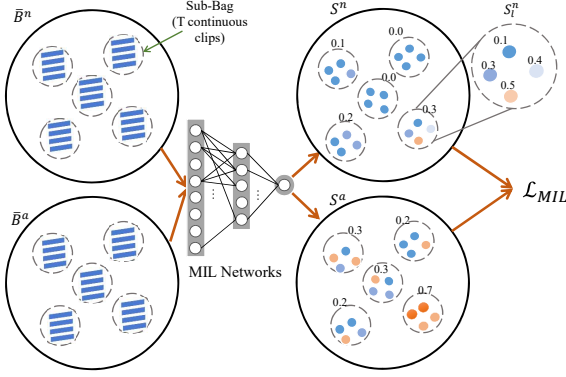 B̄ⁿ
Sub-Bag
(T continuous
clips)
Sⁿ
0.1
0.0
0.0
0.2
0.3
Sₗⁿ
0.1
0.3
0.4
0.5
MIL Networks
ℒ_MIL
B̄ᵃ
Sᵃ
0.3
0.2
0.3
0.2
0.7